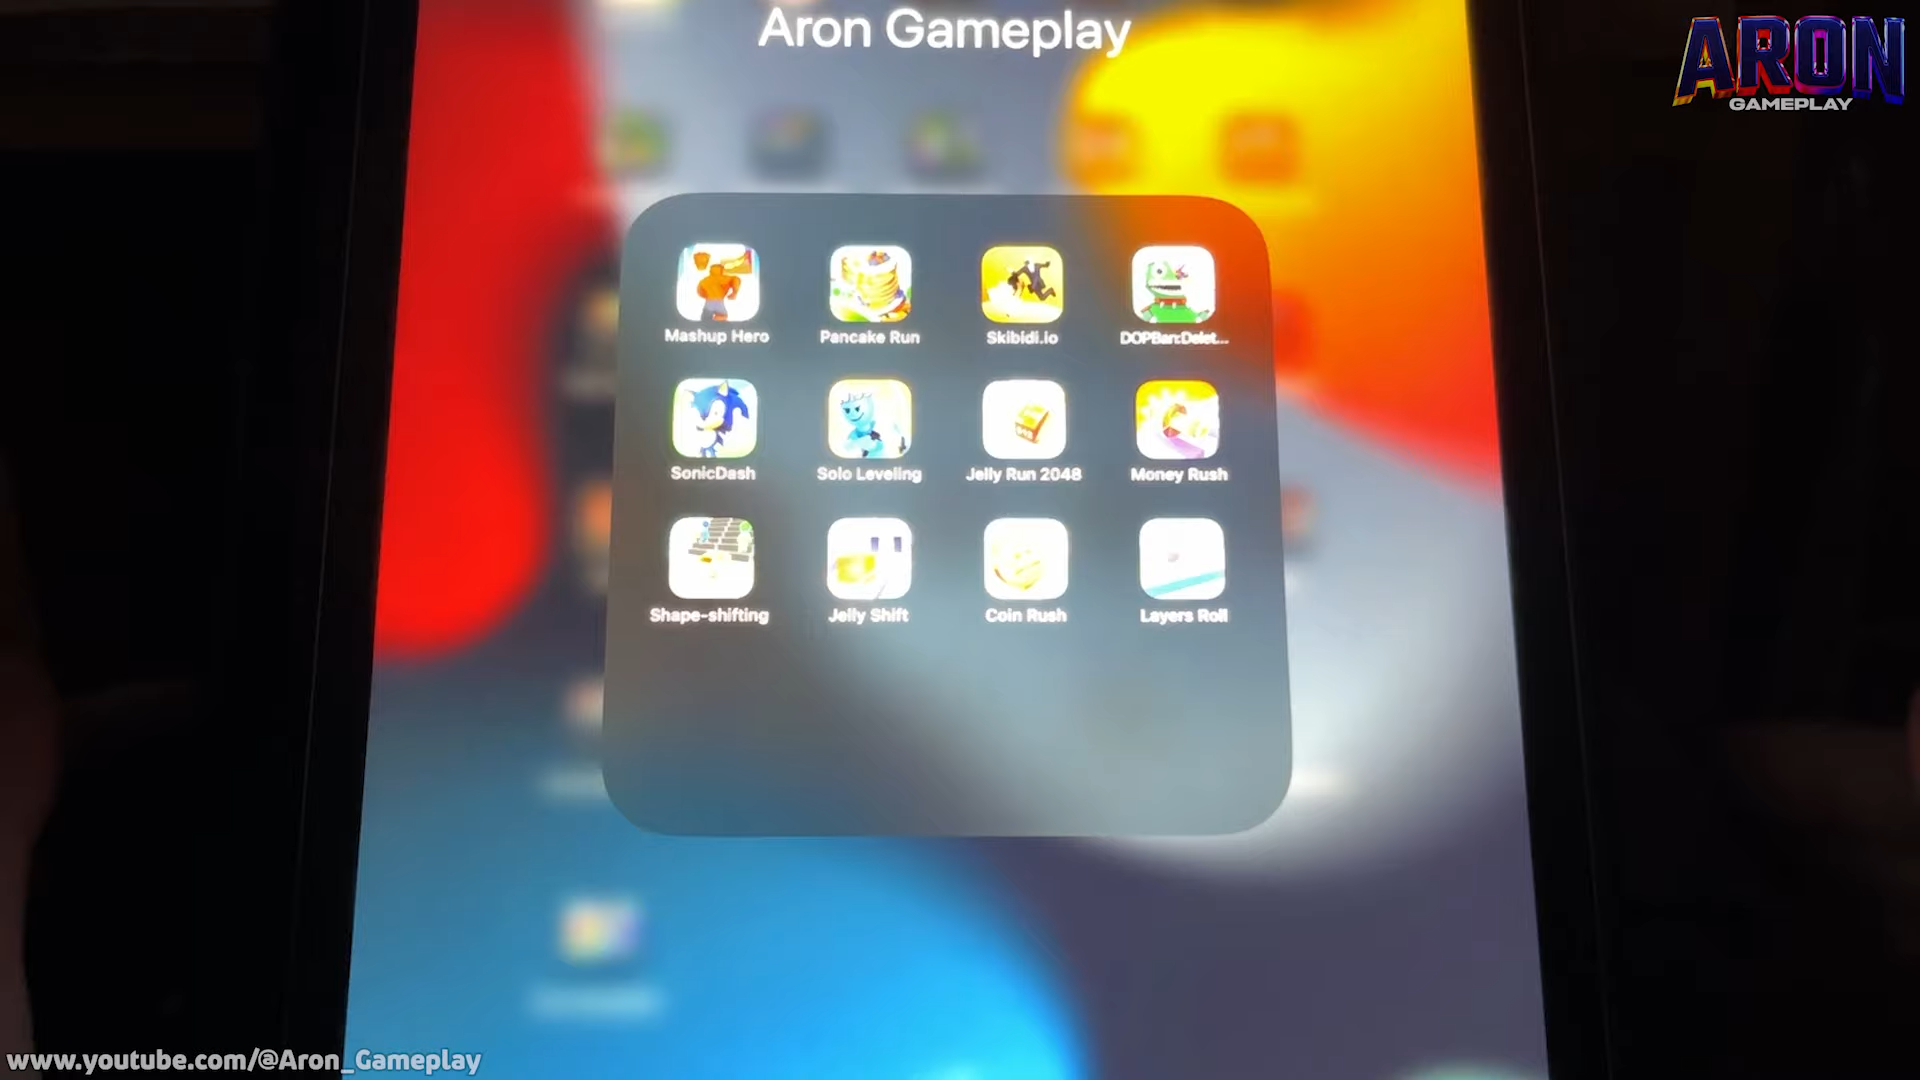 Aron Gameplay
ARON
GAMEPLAY
Mashup Hero
Pancake Run
Skibidi.io
DOPBan:Delet...
SonicDash
Solo Leveling
Jelly Run 2048
Money Rush
Shape-shifting
Jelly Shift
Coin Rush
Layers Roll
www.youtube.com/@Aron_Gameplay